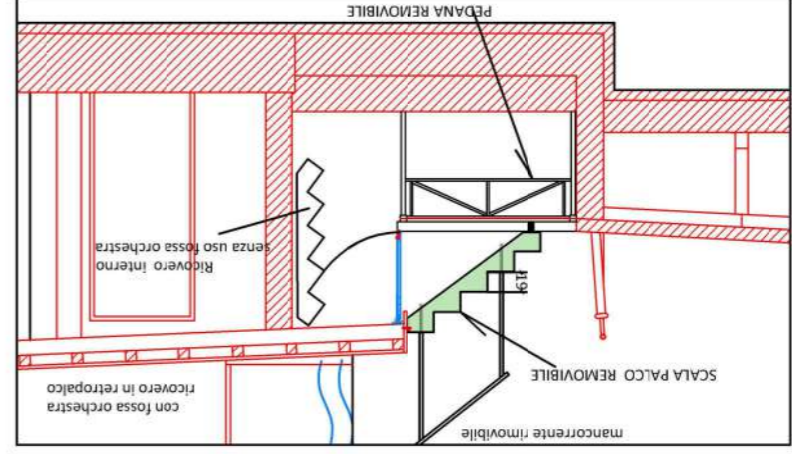 mancorrente rimovibile
con fossa orchestra
ricovero in retropalco
SCALA PALCO REMOVIBILE
19
Ricovero interno
senza uso fossa orchestra
PEDANA REMOVIBILE